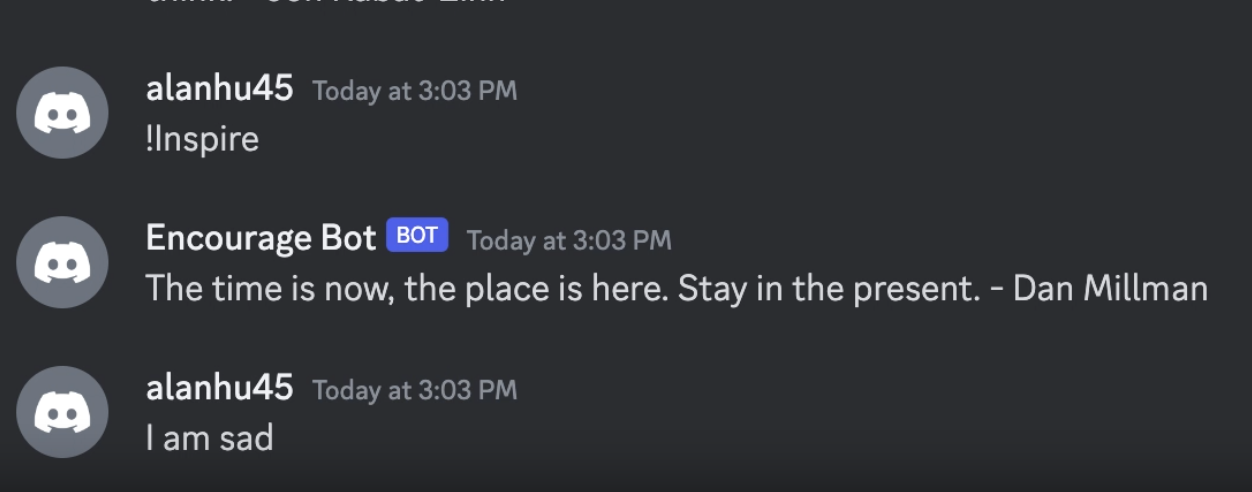 alanhu45 Today at 3:03 PM
!Inspire
Encourage Bot BOT Today at 3:03 PM
The time is now, the place is here. Stay in the present. - Dan Millman
alanhu45 Today at 3:03 PM
I am sad